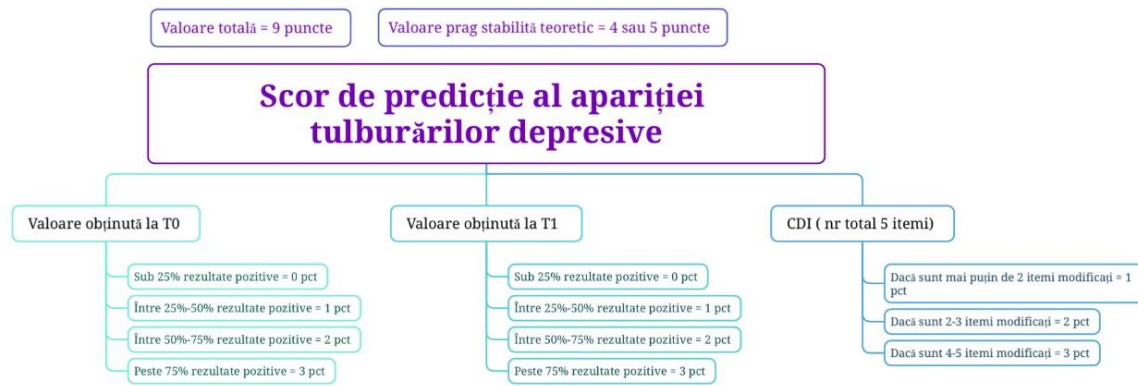 Valoare totală = 9 puncte
Valoare prag stabilită teoretic = 4 sau 5 puncte
Scor de predicție al apariției
tulburărilor depresive
Valoare obținută la T0
Sub 25% rezultate pozitive = 0 pct
Între 25%-50% rezultate pozitive = 1 pct
Între 50%-75% rezultate pozitive = 2 pct
Peste 75% rezultate pozitive = 3 pct
Valoare obținută la T1
Sub 25% rezultate pozitive = 0 pct
Între 25%-50% rezultate pozitive = 1 pct
Între 50%-75% rezultate pozitive = 2 pct
Peste 75% rezultate pozitive = 3 pct
CDI ( nr total 5 itemi)
Dacă sunt mai puțin de 2 itemi modificați = 1
pct
Dacă sunt 2-3 itemi modificați = 2 pct
Dacă sunt 4-5 itemi modificați = 3 pct